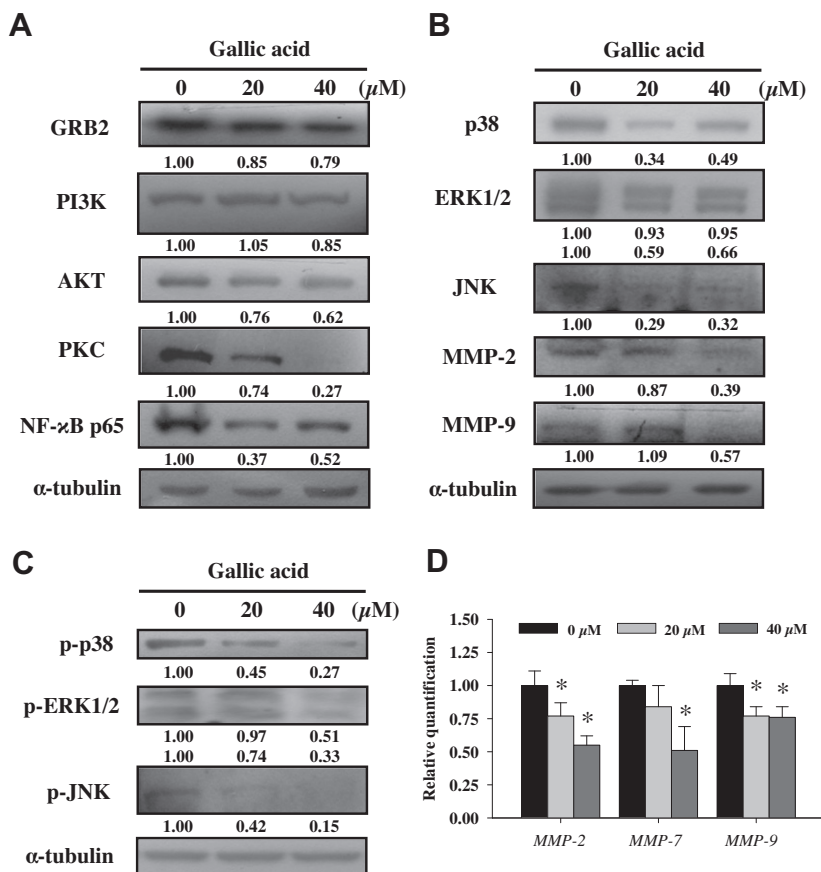 A
Gallic acid
0 20 40 (μM)
GRB2
1.00 0.85 0.79
PI3K
1.00 1.05 0.85
AKT
1.00 0.76 0.62
PKC
1.00 0.74 0.27
NF-κB p65
1.00 0.37 0.52
α-tubulin
B
Gallic acid
0 20 40 (μM)
p38
1.00 0.34 0.49
ERK1/2
1.00 0.93 0.95
1.00 0.59 0.66
JNK
1.00 0.29 0.32
MMP-2
1.00 0.87 0.39
MMP-9
1.00 1.09 0.57
α-tubulin
C
Gallic acid
0 20 40 (μM)
p-p38
1.00 0.45 0.27
p-ERK1/2
1.00 0.97 0.51
1.00 0.74 0.33
p-JNK
1.00 0.42 0.15
α-tubulin
D
Relative quantification
1.50
1.25
1.00
0.75
0.50
0.25
0.00
0 μM 20 μM 40 μM
* * * * *
MMP-2 MMP-7 MMP-9